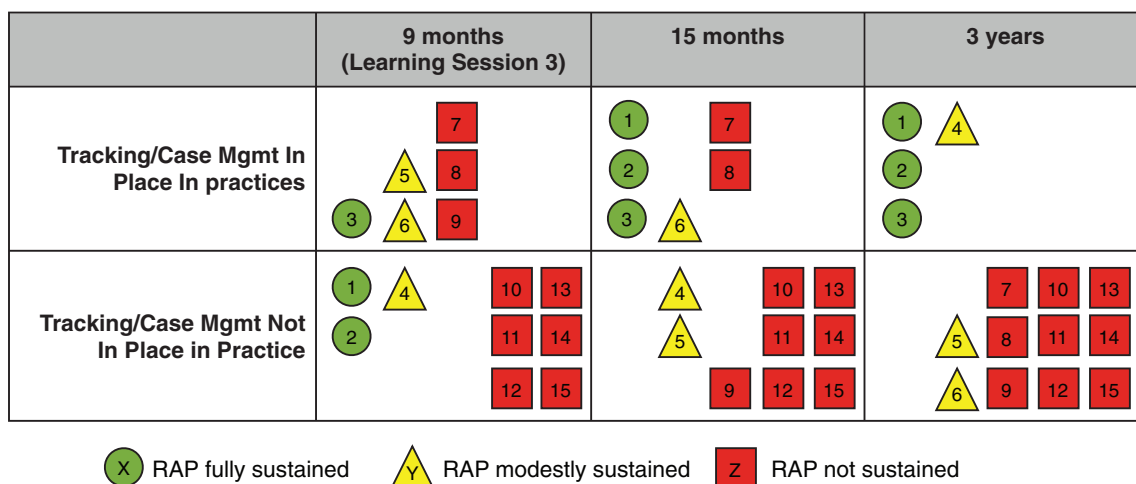 9 months
(Learning Session 3)
15 months
3 years
Tracking/Case Mgmt In
Place In practices
7
5 8
3 6 9
1 7
2 8
3 6
1 4
2
3
Tracking/Case Mgmt Not
In Place in Practice
1 4 10 13
2 11 14
12 15
4 10 13
5 11 14
9 12 15
7 10 13
5 8 11 14
6 9 12 15
X RAP fully sustained Y RAP modestly sustained Z RAP not sustained